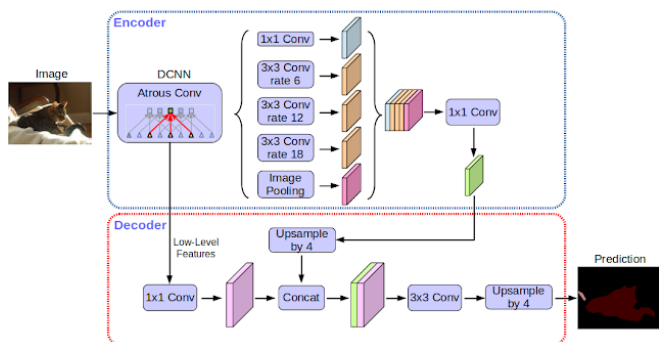 Encoder
Image
DCNN
Atrous Conv
1x1 Conv
3x3 Conv
rate 6
3x3 Conv
rate 12
3x3 Conv
rate 18
Image
Pooling
1x1 Conv
Decoder
Low-Level
Features
Upsample
by 4
1x1 Conv
Concat
3x3 Conv
Upsample
by 4
Prediction